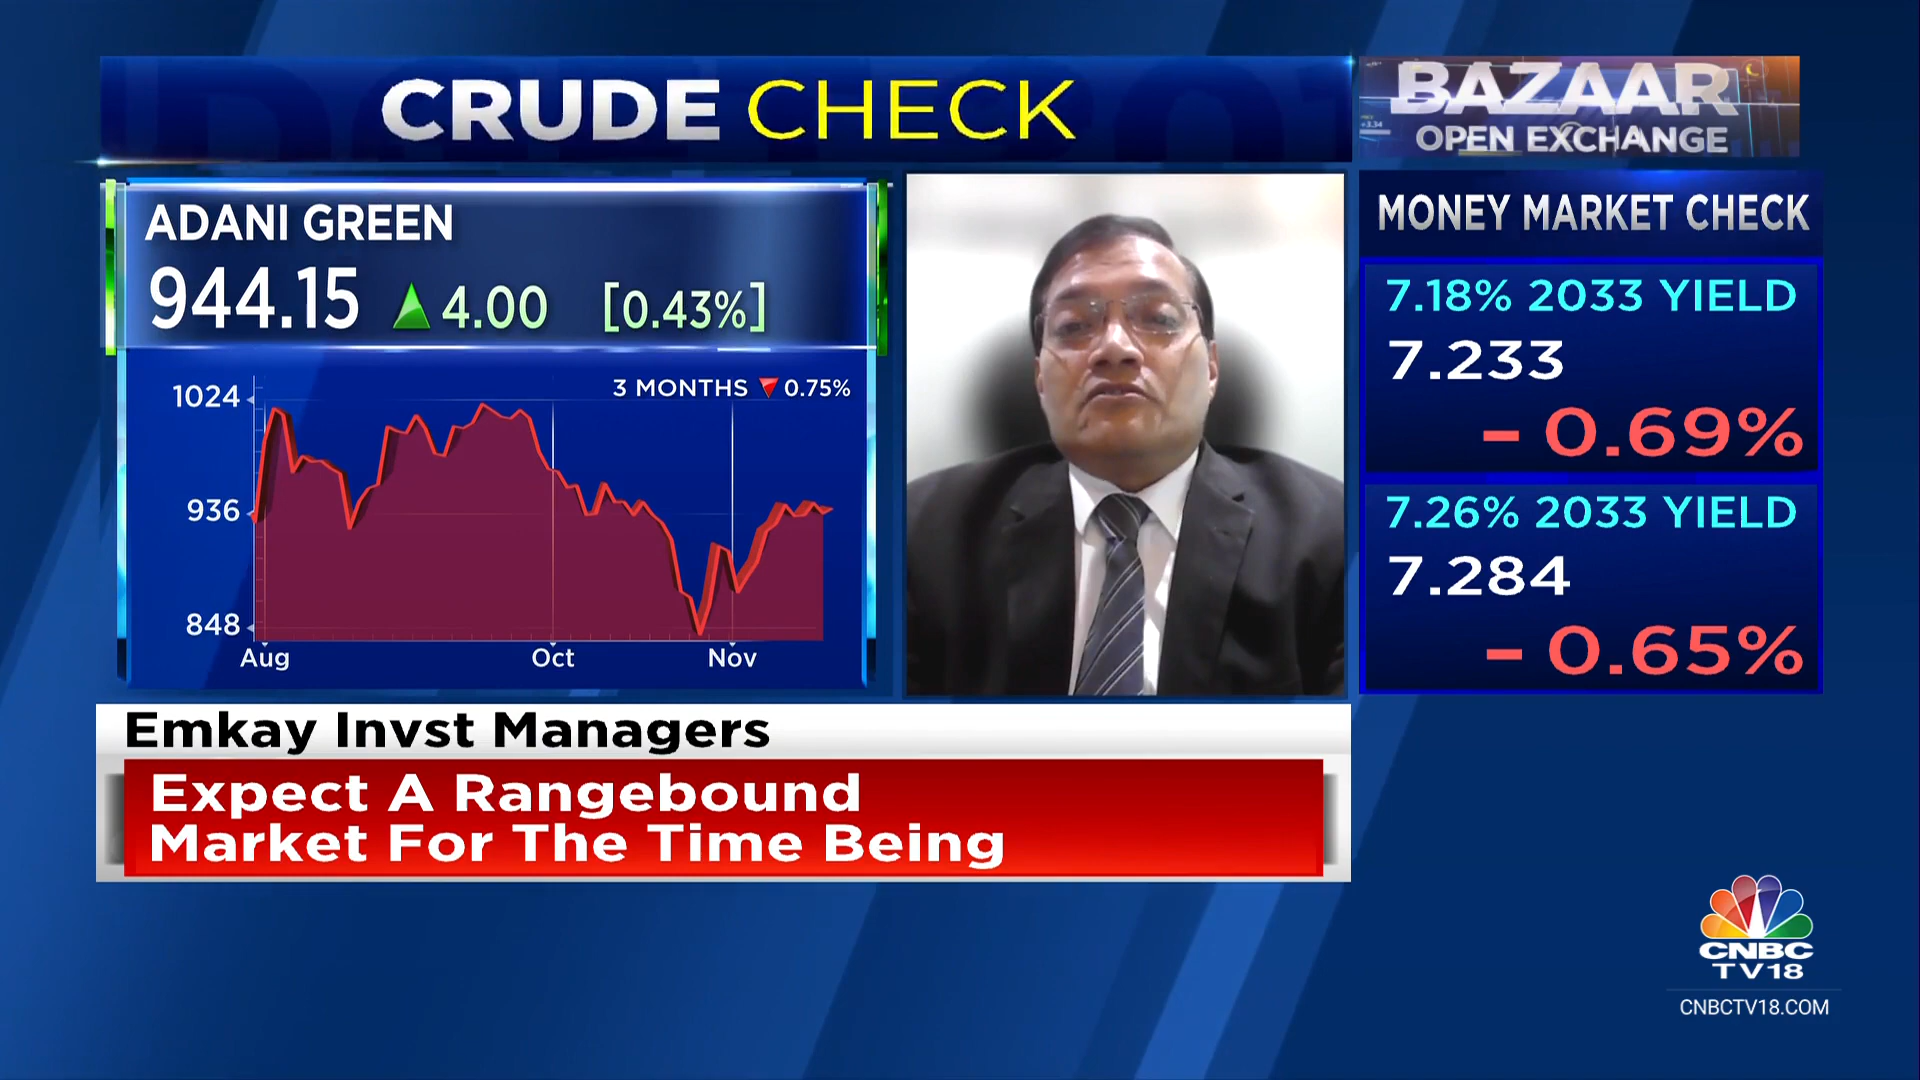 CRUDE CHECK
BAZAAR
OPEN EXCHANGE
ADANI GREEN
944.15 ▲ 4.00 [0.43%]
3 MONTHS ▼ 0.75%
1024
936
848
Aug Oct Nov
MONEY MARKET CHECK
7.18% 2033 YIELD
7.233
– 0.69%
7.26% 2033 YIELD
7.284
– 0.65%
Emkay Invst Managers
Expect A Rangebound
Market For The Time Being
CNBC
TV18
CNBCTV18.COM